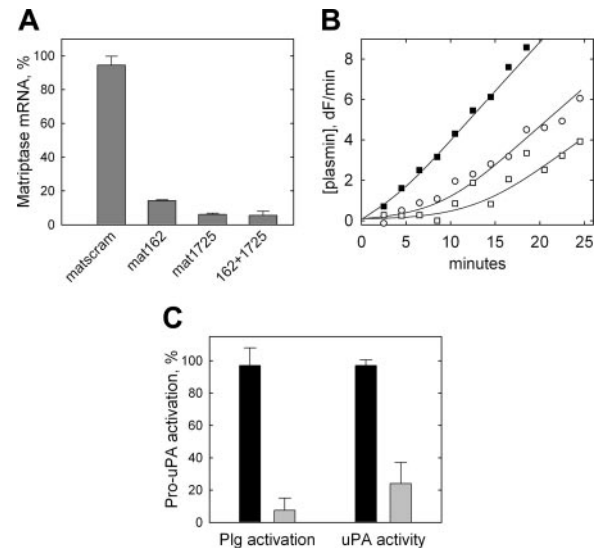 A
Matriptase mRNA, %
100
80
60
40
20
0
matscram
mat162
mat1725
162+1725
B
[plasmin], dF/min
8
6
4
2
0
0 5 10 15 20 25
minutes
C
Pro-uPA activation, %
100
80
60
40
20
0
Plg activation uPA activity